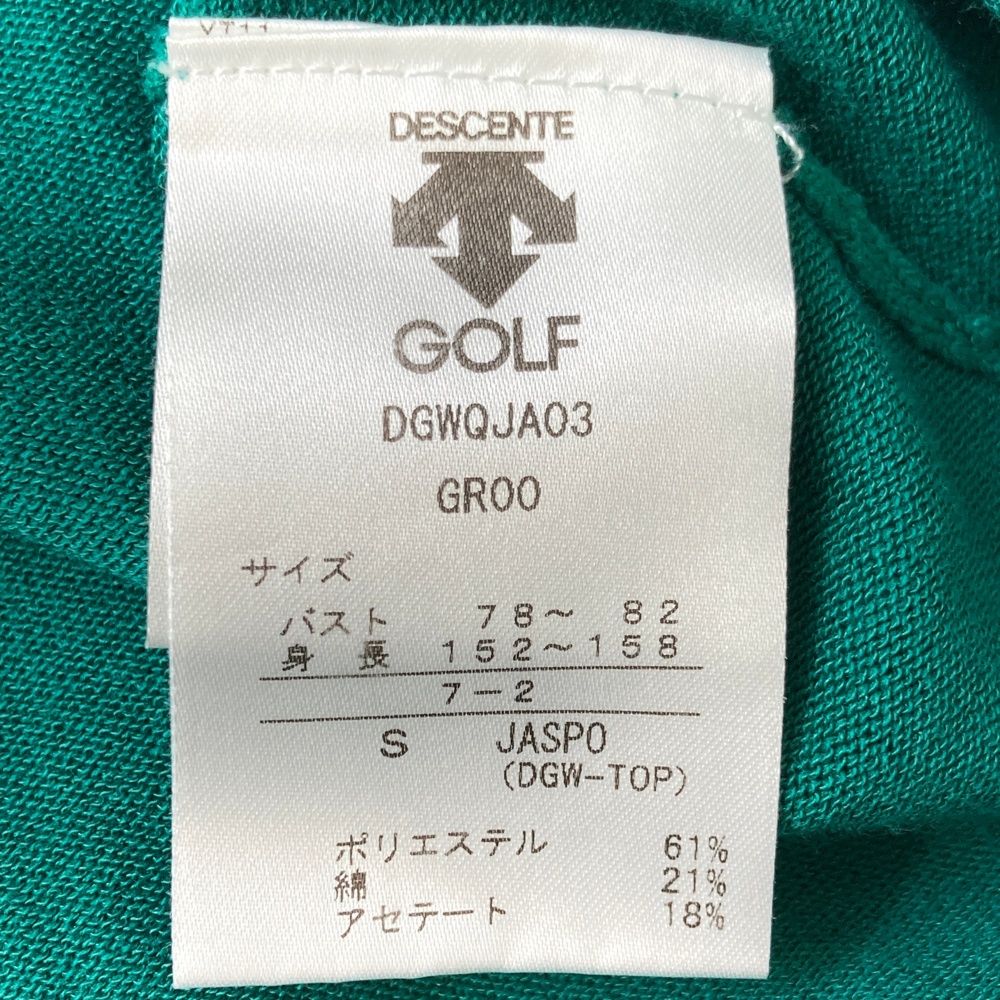 DESCENTE
GOLF
DGWQJA03
GR00
サイズ
バスト 78～ 82
身長 152～158
7-2
S JASPO
(DGW-TOP)
ポリエステル 61%
綿 21%
アセテート 18%